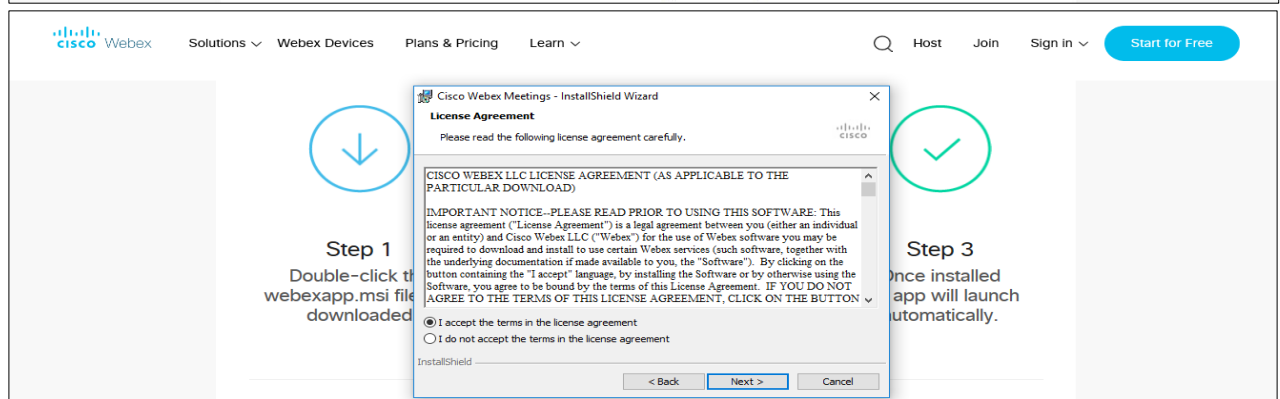 cisco Webex Solutions Webex Devices Plans & Pricing Learn Host Join Sign in Start for Free
Cisco Webex Meetings - InstallShield Wizard
License Agreement
Please read the following license agreement carefully.
cisco
CISCO WEBEX LLC LICENSE AGREEMENT (AS APPLICABLE TO THE
PARTICULAR DOWNLOAD)
IMPORTANT NOTICE--PLEASE READ PRIOR TO USING THIS SOFTWARE: This
license agreement ("License Agreement") is a legal agreement between you (either an individual
or an entity) and Cisco Webex LLC ("Webex") for the use of Webex software you may be
required to download and install to use certain Webex services (such software, together with
the underlying documentation if made available to you, the "Software"). By clicking on the
button containing the "I accept" language, by installing the Software or by otherwise using the
Software, you agree to be bound by the terms of this License Agreement. IF YOU DO NOT
AGREE TO THE TERMS OF THIS LICENSE AGREEMENT, CLICK ON THE BUTTON
I accept the terms in the license agreement
I do not accept the terms in the license agreement
InstallShield
< Back Next > Cancel
Step 1
Double-click
webexapp.msi
downloaded
Step 3
installed
app will launch